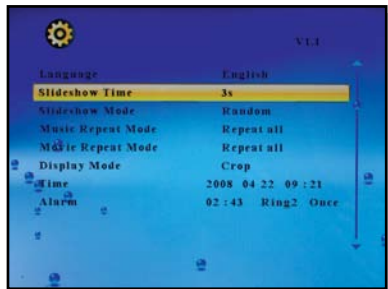 V1.1
Language English
Slideshow Time 3s
Slideshow Mode Random
Music Repeat Mode Repeat all
Movie Repeat Mode Repeat all
Display Mode Crop
Time 2008 04 22 09 : 21
Alarm 02 : 43 Ring2 Once